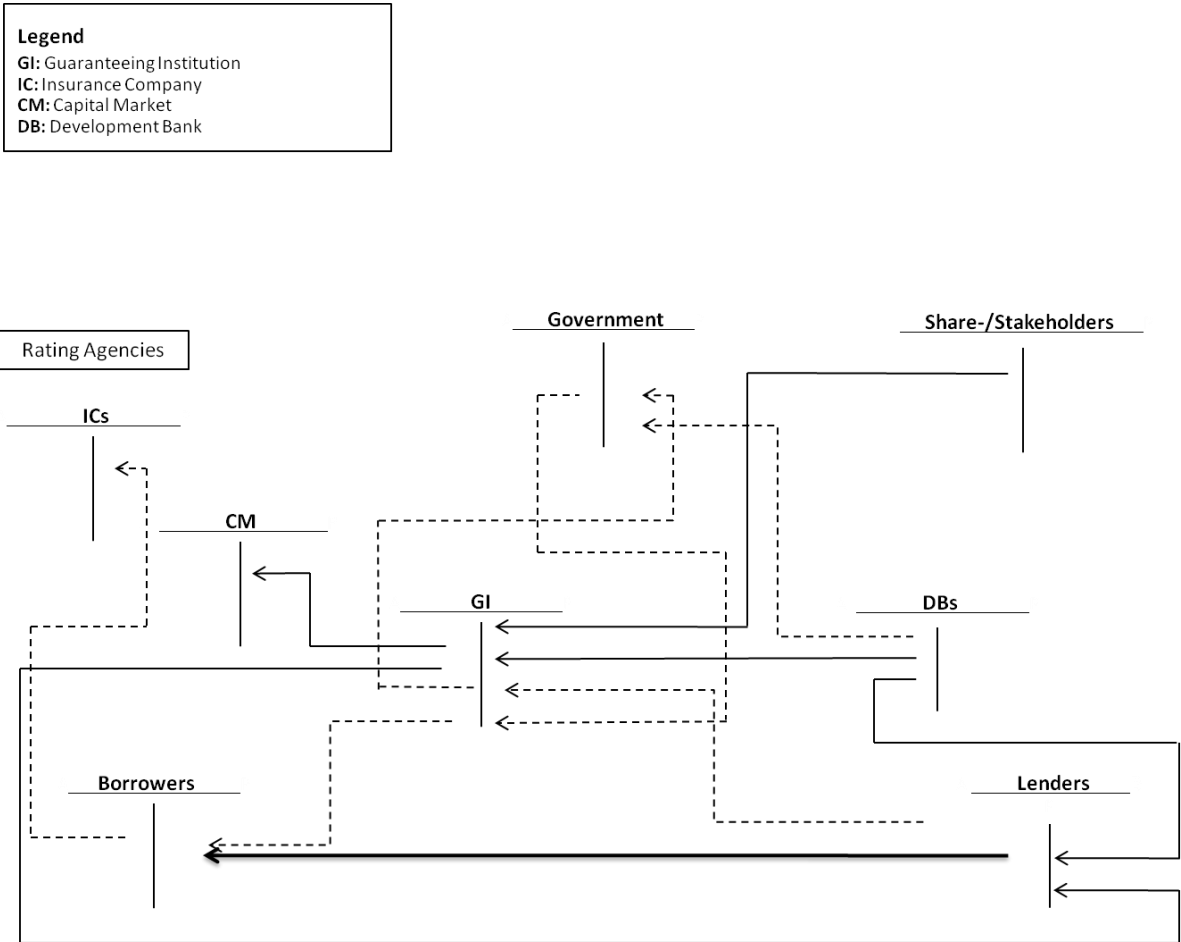 Legend
GI: Guaranteeing Institution
IC: Insurance Company
CM: Capital Market
DB: Development Bank
Government
Share-/Stakeholders
Rating Agencies
ICs
CM
GI
DBs
Borrowers
Lenders